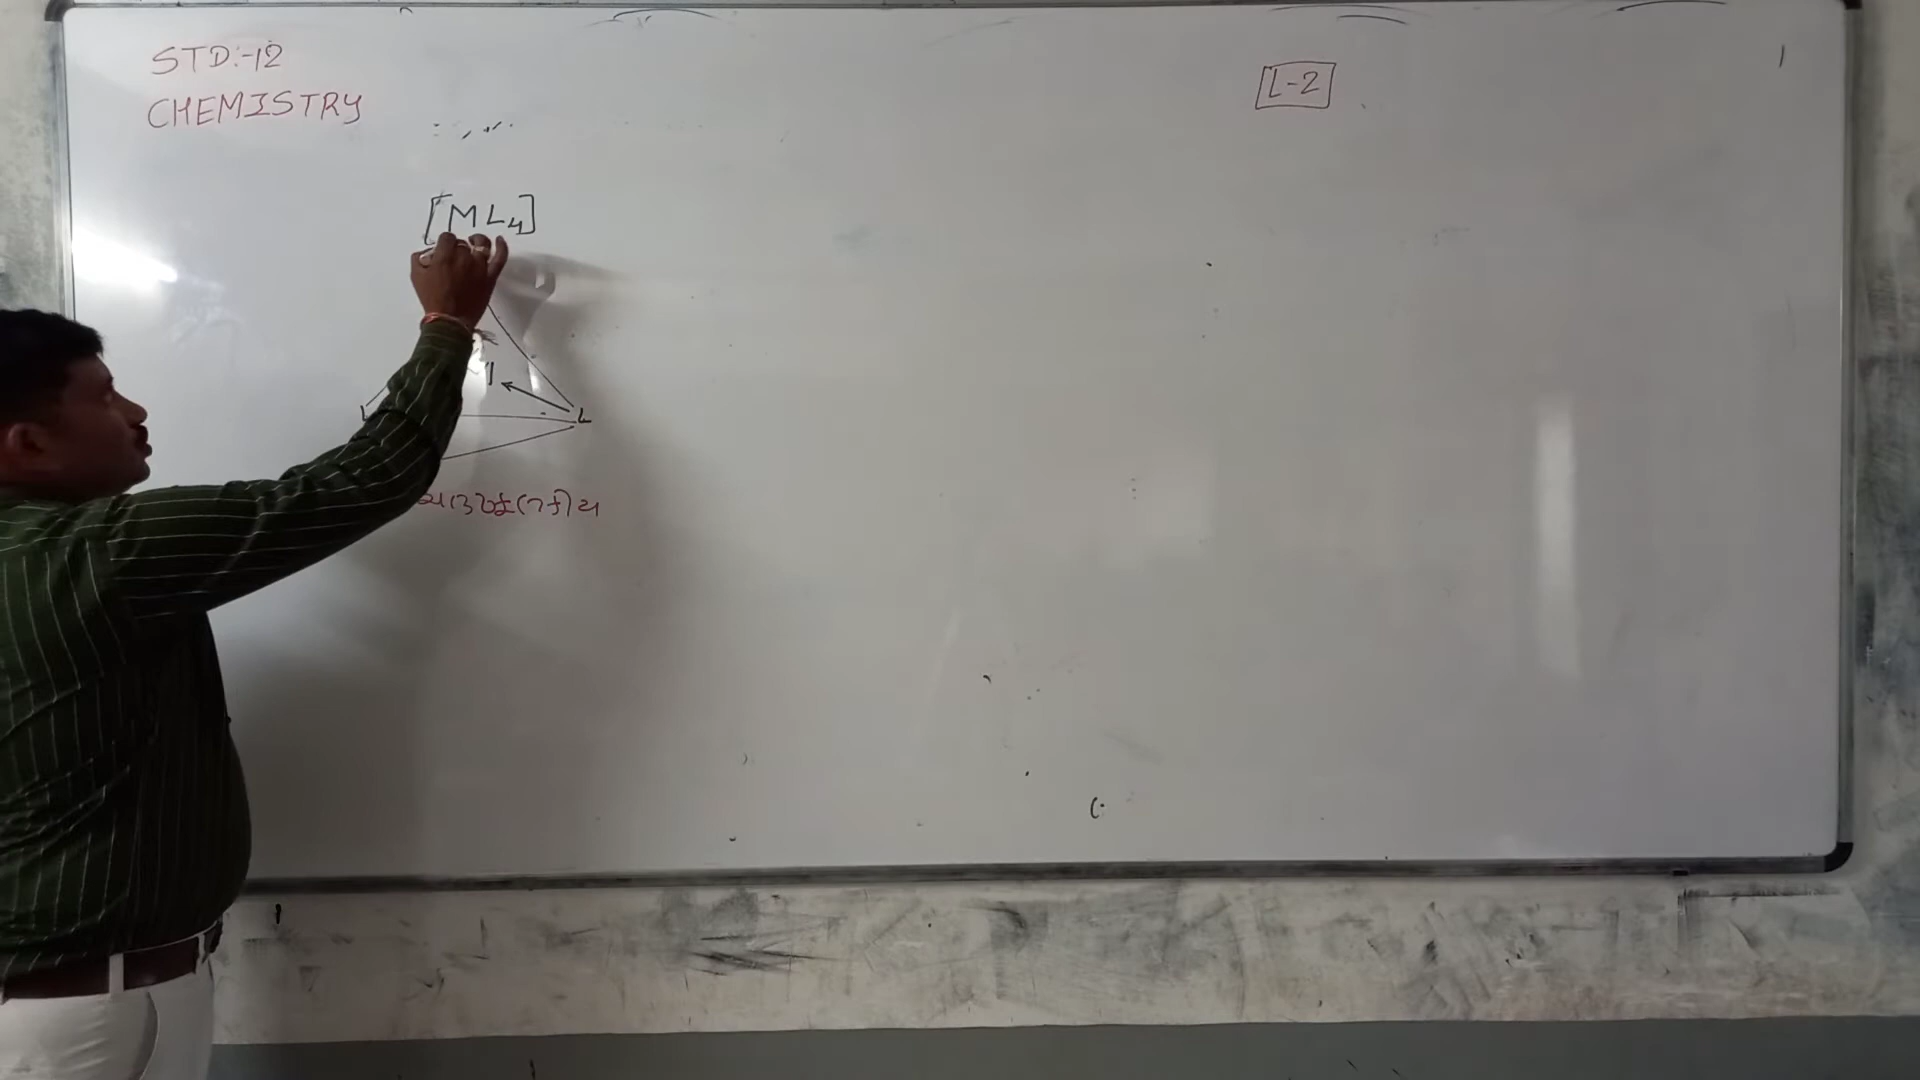 STD:-12
CHEMISTRY
L-2
[ML4]
L
L